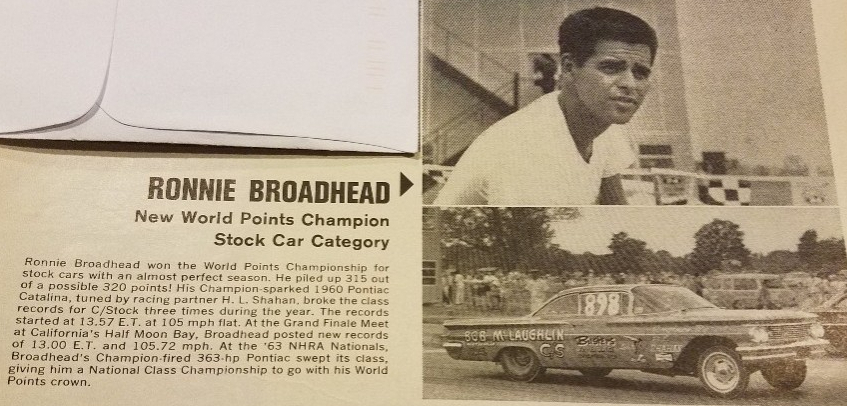 RONNIE BROADHEAD
New World Points Champion
Stock Car Category
Ronnie Broadhead won the World Points Championship for
stock cars with an almost perfect season. He piled up 315 out
of a possible 320 points! His Champion-sparked 1960 Pontiac
Catalina, tuned by racing partner H. L. Shahan, broke the class
records for C/Stock three times during the year. The records
started at 13.57 E.T. at 105 mph flat. At the Grand Finale Meet
at California's Half Moon Bay, Broadhead posted new records
of 13.00 E.T. and 105.72 mph. At the '63 NHRA Nationals,
Broadhead's Champion-fired 363-hp Pontiac swept its class,
giving him a National Class Championship to go with his World
Points crown.
898
BOB McLAUGHLIN
C/S